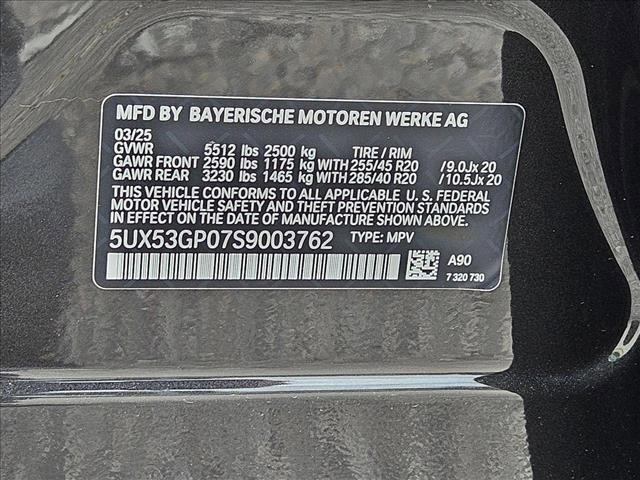 MFD BY BAYERISCHE MOTOREN WERKE AG
03/25
GVWR 5512 lbs 2500 kg TIRE / RIM
GAWR FRONT 2590 lbs 1175 kg WITH 255/45 R20 /9.0Jx 20
GAWR REAR 3230 lbs 1465 kg WITH 285/40 R20 /10.5Jx 20
THIS VEHICLE CONFORMS TO ALL APPLICABLE U. S. FEDERAL
MOTOR VEHICLE SAFETY AND THEFT PREVENTION STANDARDS IN
EFFECT ON THE DATE OF MANUFACTURE SHOWN ABOVE.
5UX53GP07S9003762 TYPE: MPV
A90
7 320 730